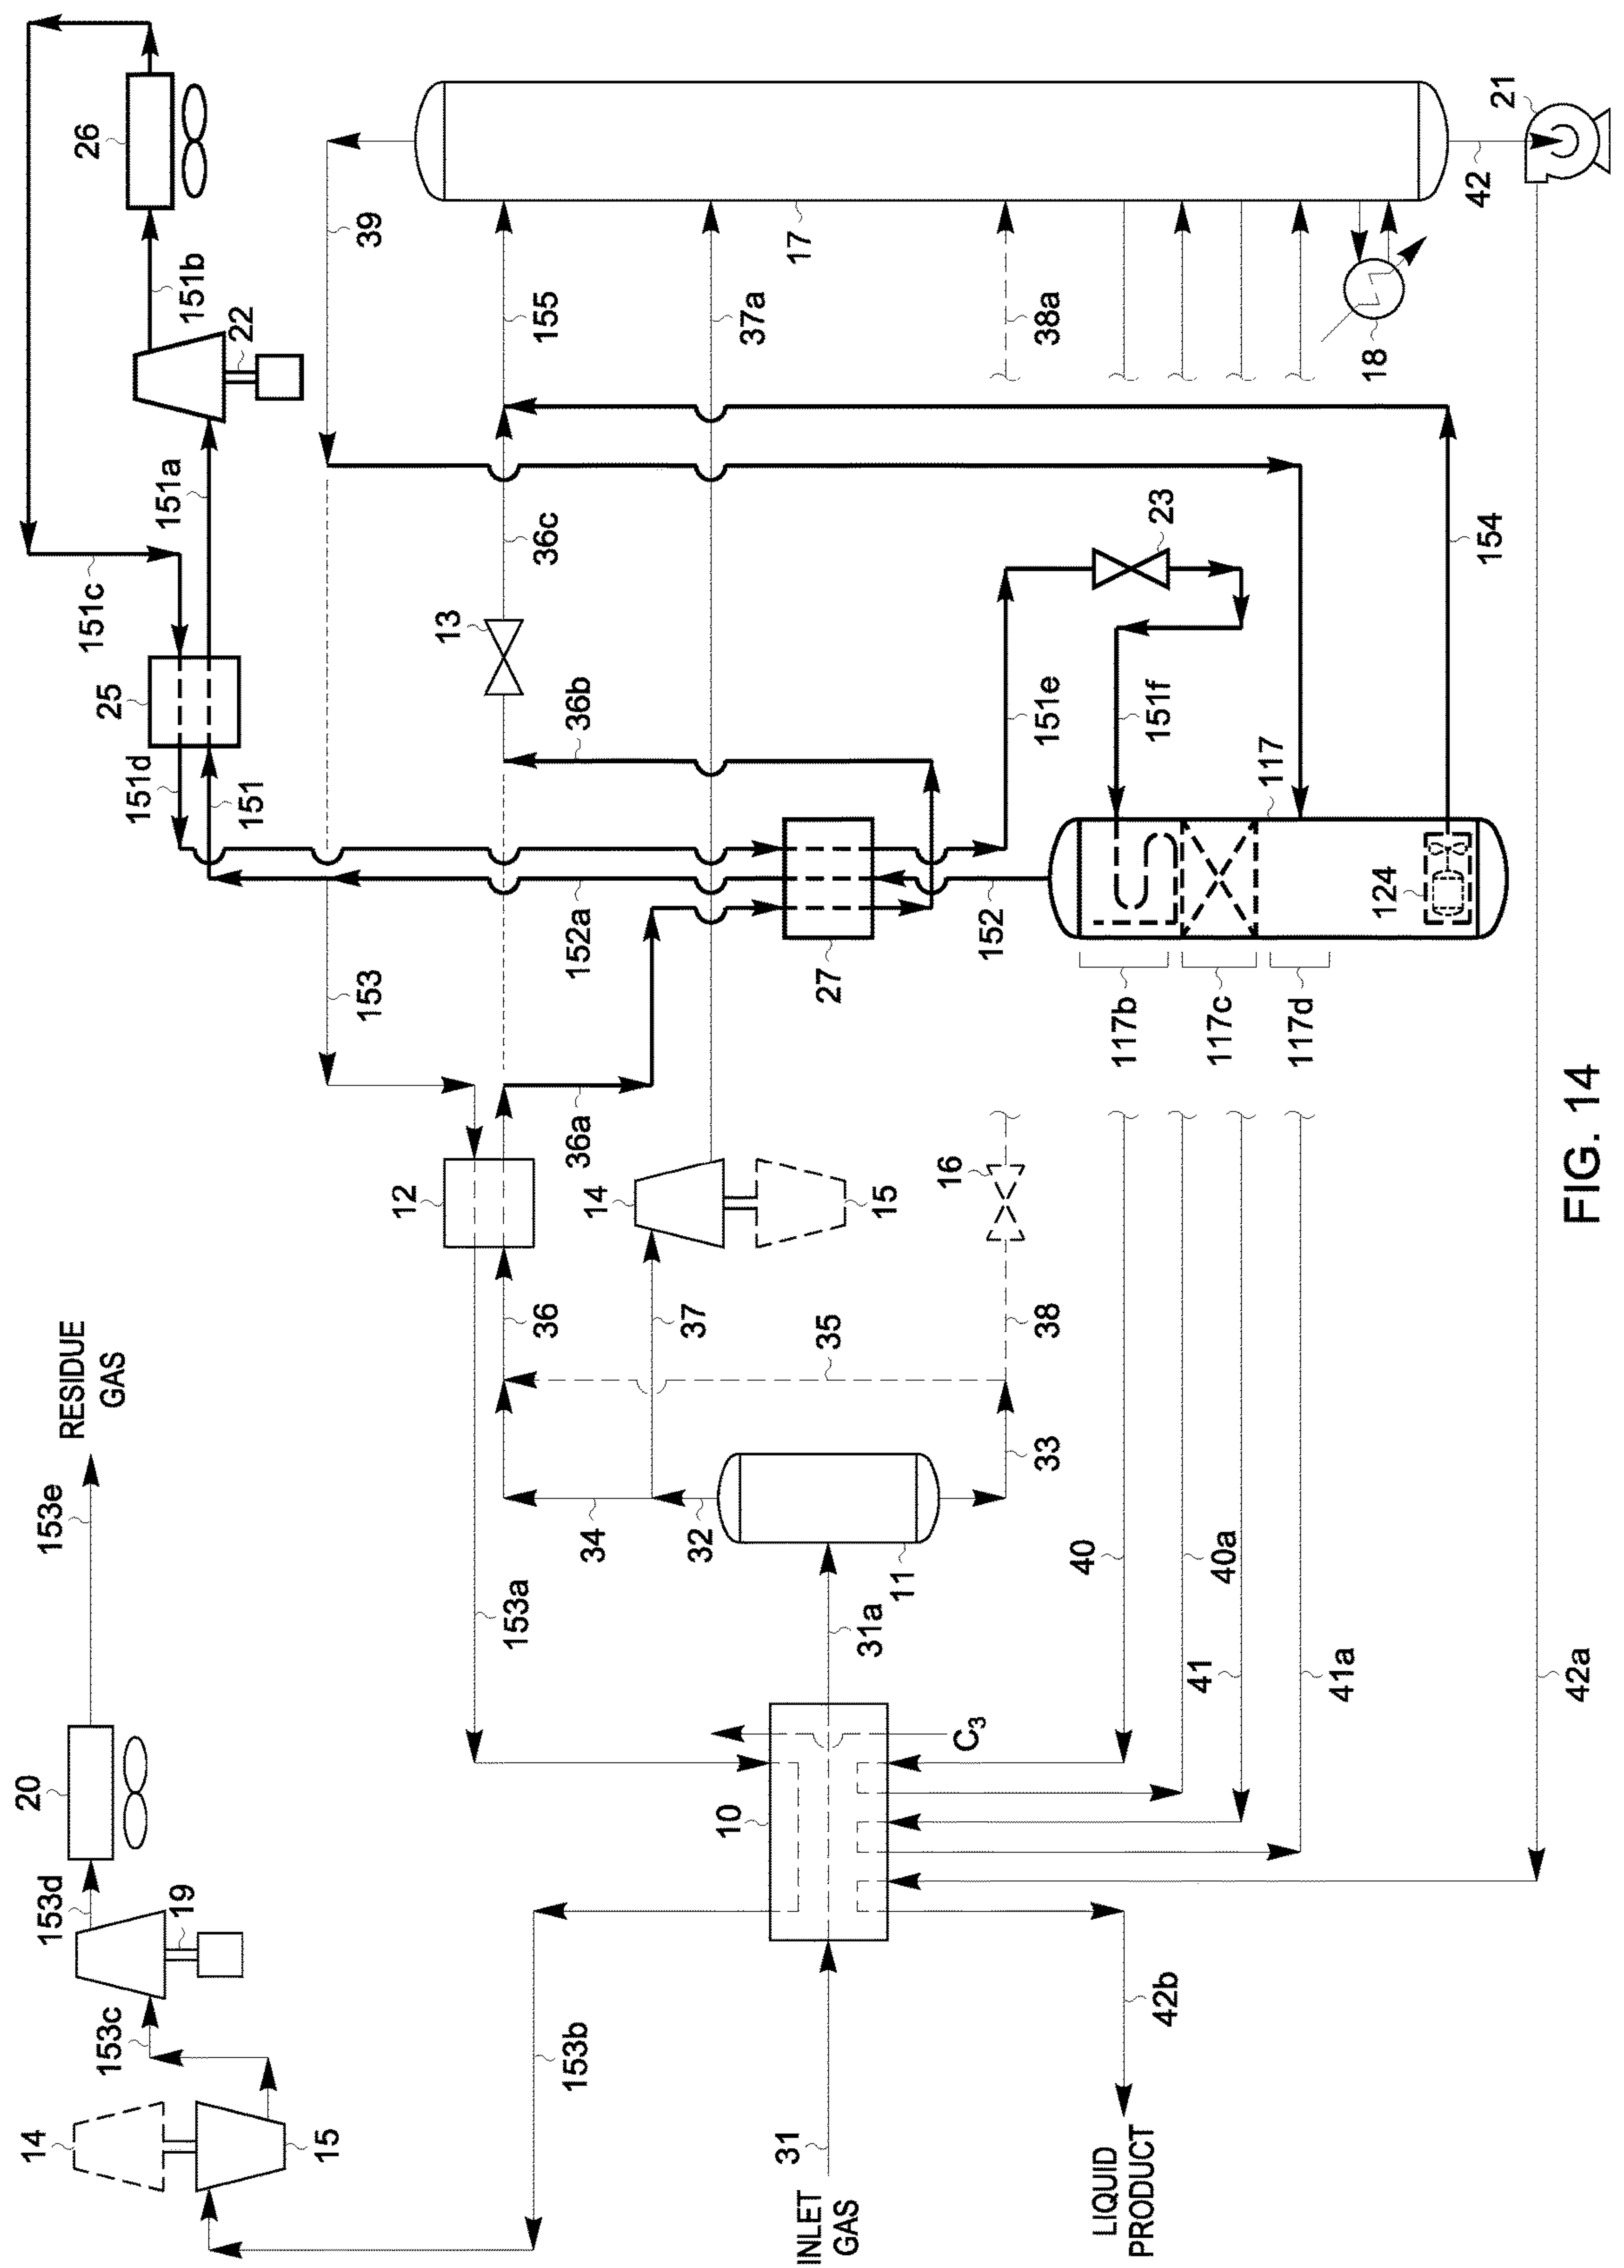 RESIDUE
GAS
153e
20
153d
19
153c
14
15
153b
INLET
GAS
31
LIQUID
PRODUCT
42b
10
C3
153a
31a
11
32
34
33
35
36
37
38
12
14
15
16
36a
153
40
40a
41
41a
42a
26
151b
22
151a
151c
25
151d
151
39
13
36b
36c
155
37a
17
38a
18
42
21
152a
27
152
151e
23
151f
117
124
154
117b
117c
117d
FIG. 14